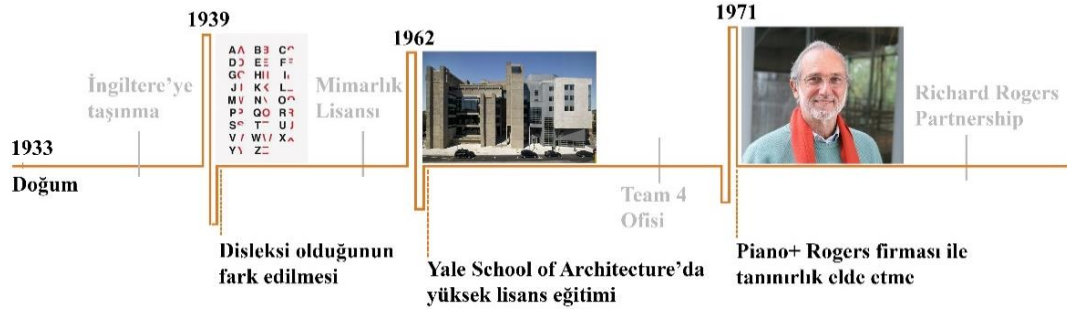 1939
1971
1962
İngiltere'ye
taşınma
Mimarlık
Lisansı
Richard Rogers
Partnership
1933
Doğum
Team 4
Ofisi
Disleksi olduğunun
fark edilmesi
Yale School of Architecture'da
yüksek lisans eğitimi
Piano+ Rogers firması ile
tanınırlık elde etme
A A B B C C
D D E E F F
G G H H I I
J J K K L L
M M N N O O
P P Q Q R R
S S T T U U
V V W W X X
Y Y Z Z